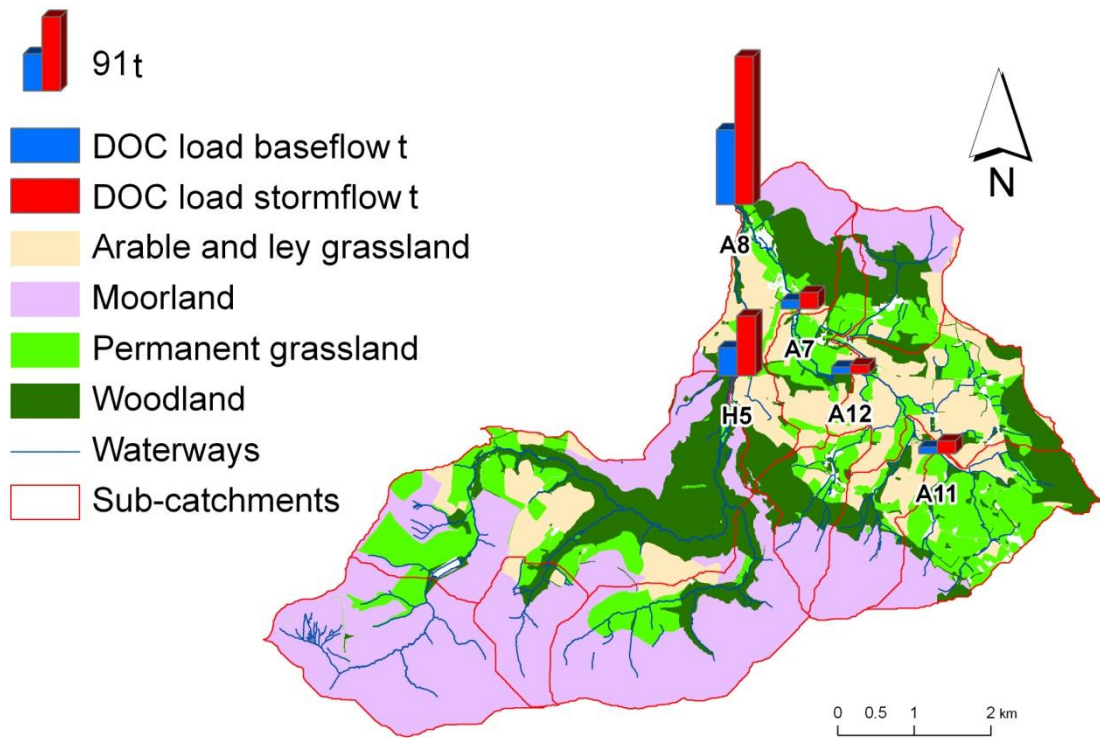 91 t
DOC load baseflow t
DOC load stormflow t
Arable and ley grassland
Moorland
Permanent grassland
Woodland
Waterways
Sub-catchments
N
A8
A7
H5
A12
A11
0 0.5 1 2 km